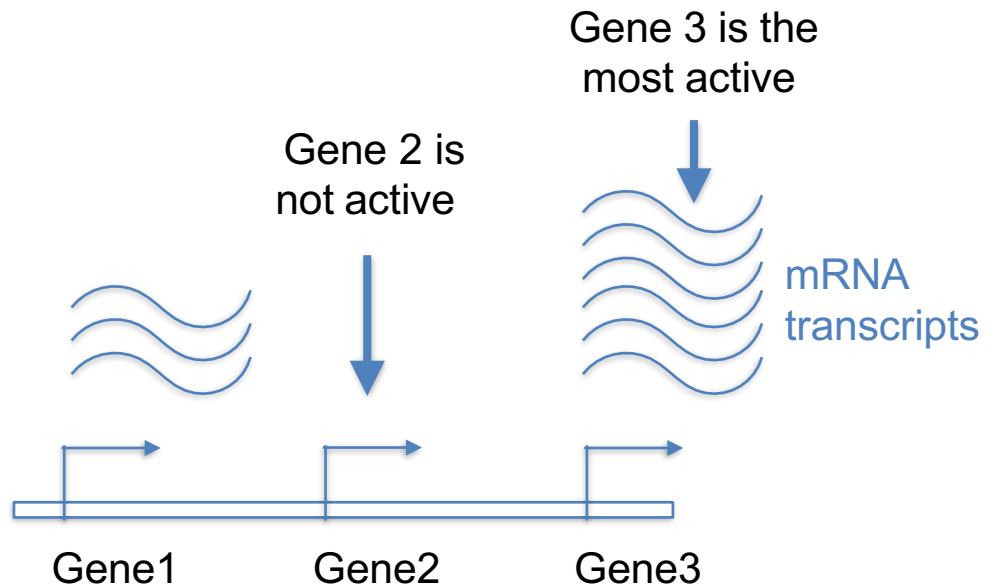 Gene 3 is the
most active
Gene 2 is
not active
mRNA
transcripts
Gene1
Gene2
Gene3